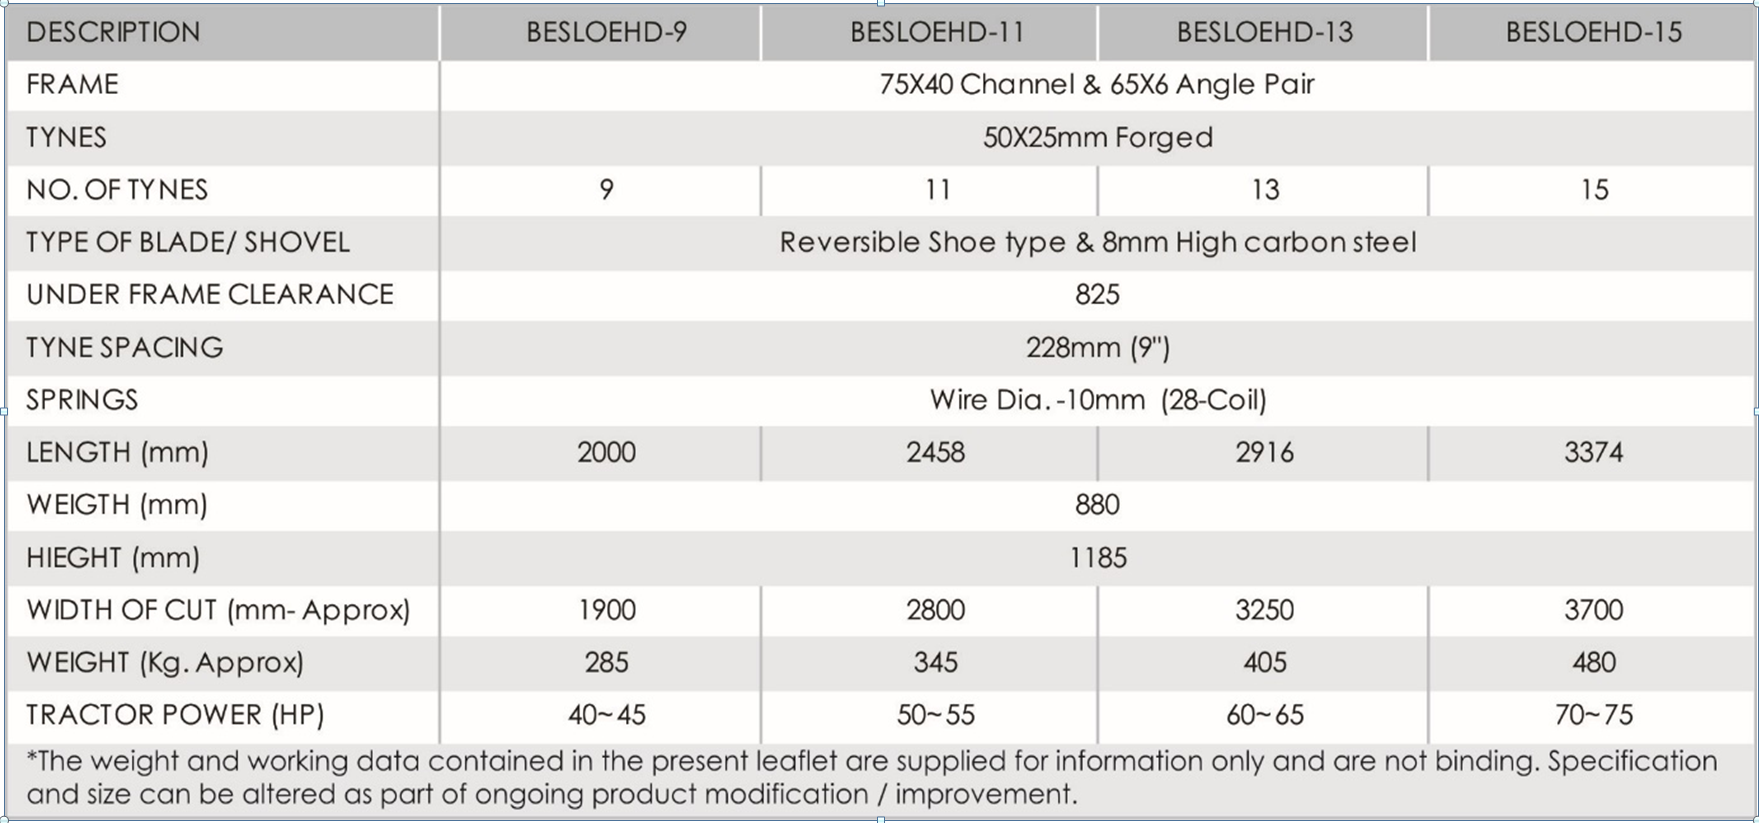 DESCRIPTION BESLOEHD-9 BESLOEHD-11 BESLOEHD-13 BESLOEHD-15
FRAME 75X40 Channel & 65X6 Angle Pair
TYNES 50X25mm Forged
NO. OF TYNES 9 11 13 15
TYPE OF BLADE/ SHOVEL Reversible Shoe type & 8mm High carbon steel
UNDER FRAME CLEARANCE 825
TYNE SPACING 228mm (9")
SPRINGS Wire Dia. -10mm (28-Coil)
LENGTH (mm) 2000 2458 2916 3374
WEIGTH (mm) 880
HIEGHT (mm) 1185
WIDTH OF CUT (mm- Approx) 1900 2800 3250 3700
WEIGHT (Kg. Approx) 285 345 405 480
TRACTOR POWER (HP) 40~45 50~55 60~65 70~75
*The weight and working data contained in the present leaflet are supplied for information only and are not binding. Specification
and size can be altered as part of ongoing product modification / improvement.